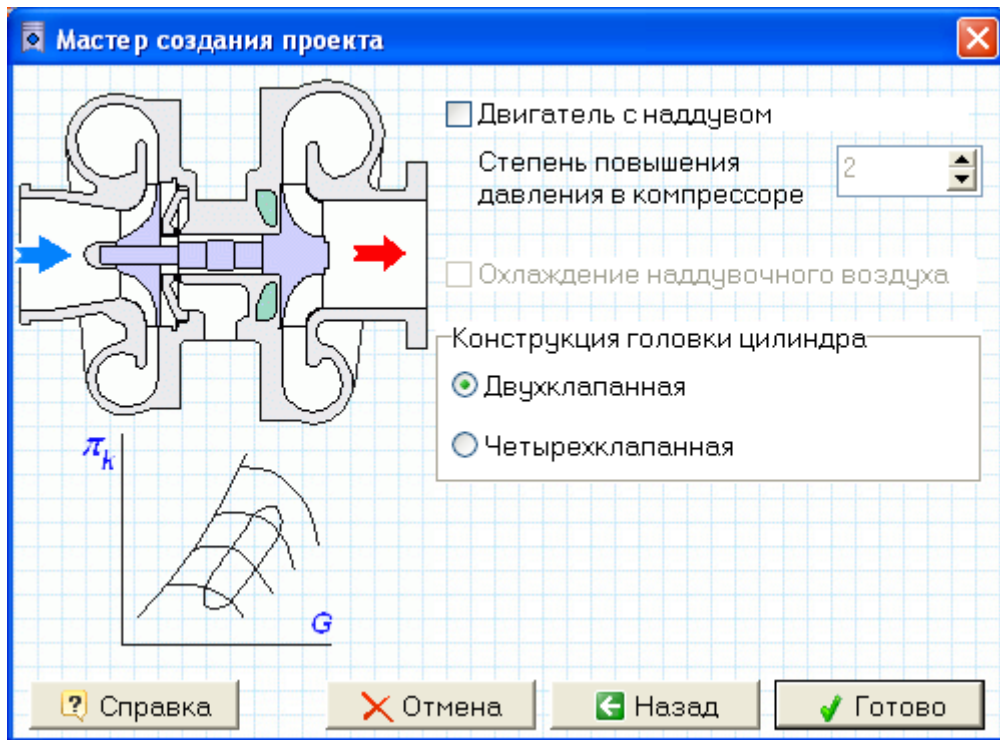 Мастер создания проекта
Двигатель с наддувом
Степень повышения
давления в компрессоре
2
Охлаждение наддувочного воздуха
Конструкция головки цилиндра
Двухклапанная
Четырехклапанная
πk
G
Справка
Отмена
Назад
Готово